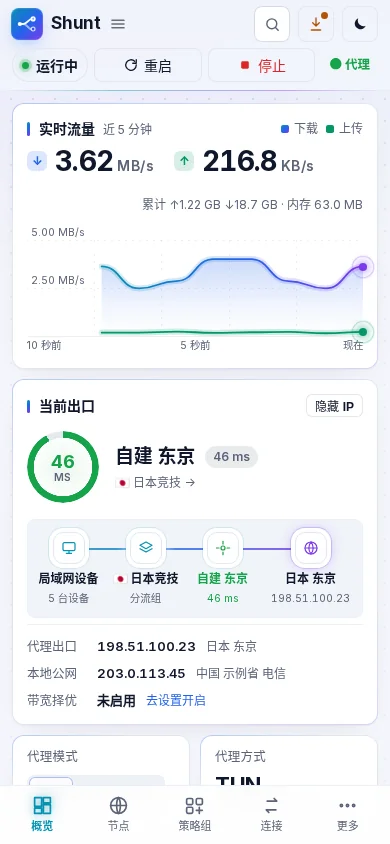 Shunt
运行中 重启 停止 代理
实时流量 近 5 分钟 下载 上传
3.62 MB/s 216.8 KB/s
累计 ↑1.22 GB ↓18.7 GB · 内存 63.0 MB
5.00 MB/s
2.50 MB/s
10 秒前 5 秒前 现在
当前出口 隐藏 IP
46 MS
自建 东京 46 ms
日本竞技 →
局域网设备 日本竞技 自建 东京 日本 东京
5 台设备 分流组 46 ms 198.51.100.23
代理出口 198.51.100.23 日本 东京
本地公网 203.0.113.45 中国 示例省 电信
带宽择优 未启用 去设置开启
代理模式 代理方式
TUN
概览 节点 策略组 连接 更多